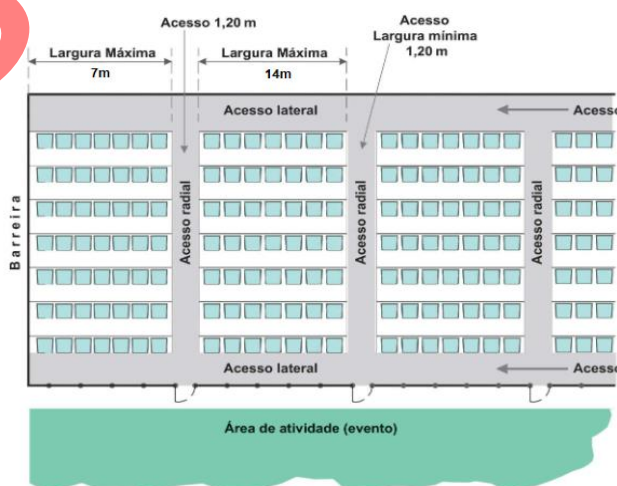 Acesso 1,20 m
Acesso
Largura mínima
1,20 m
Largura Máxima
7m
Largura Máxima
14m
Acesso lateral
Acesso
Barreira
Acesso radial
Acesso radial
Acesso radial
Acesso lateral
Área de atividade (evento)